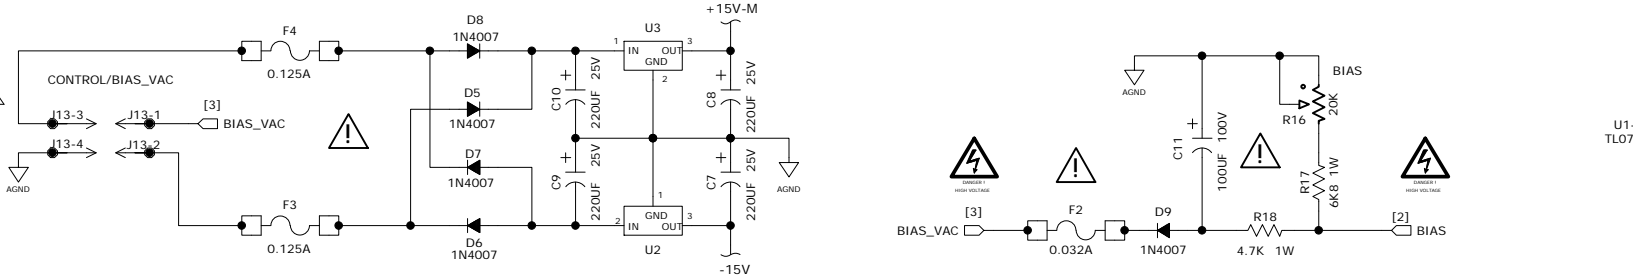 +15V-M
F4
0.125A
D8
1N4007
U3
1
IN
OUT
3
GND
2
CONTROL/BIAS_VAC
J13-3
J13-1
[3]
BIAS_VAC
J13-4
J13-2
AGND
D5
1N4007
D7
1N4007
+
C10
220UF 25V
+
C8
220UF 25V
+
C9
220UF 25V
+
C7
220UF 25V
AGND
F3
0.125A
D6
1N4007
1
GND
2
IN
OUT
3
U2
-15V
AGND
BIAS
R16
20K
+
C11
100UF 100V
R17
6K8 1W
DANGER !
HIGH VOLTAGE
DANGER !
HIGH VOLTAGE
[3]
BIAS_VAC
F2
0.032A
D9
1N4007
R18
4.7K 1W
[2]
BIAS
U1-
TL07